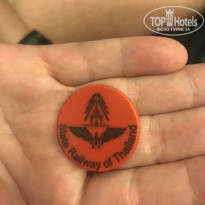 TOP Hotels
ФОТО ТУРИСТА
State Railway of Thailand